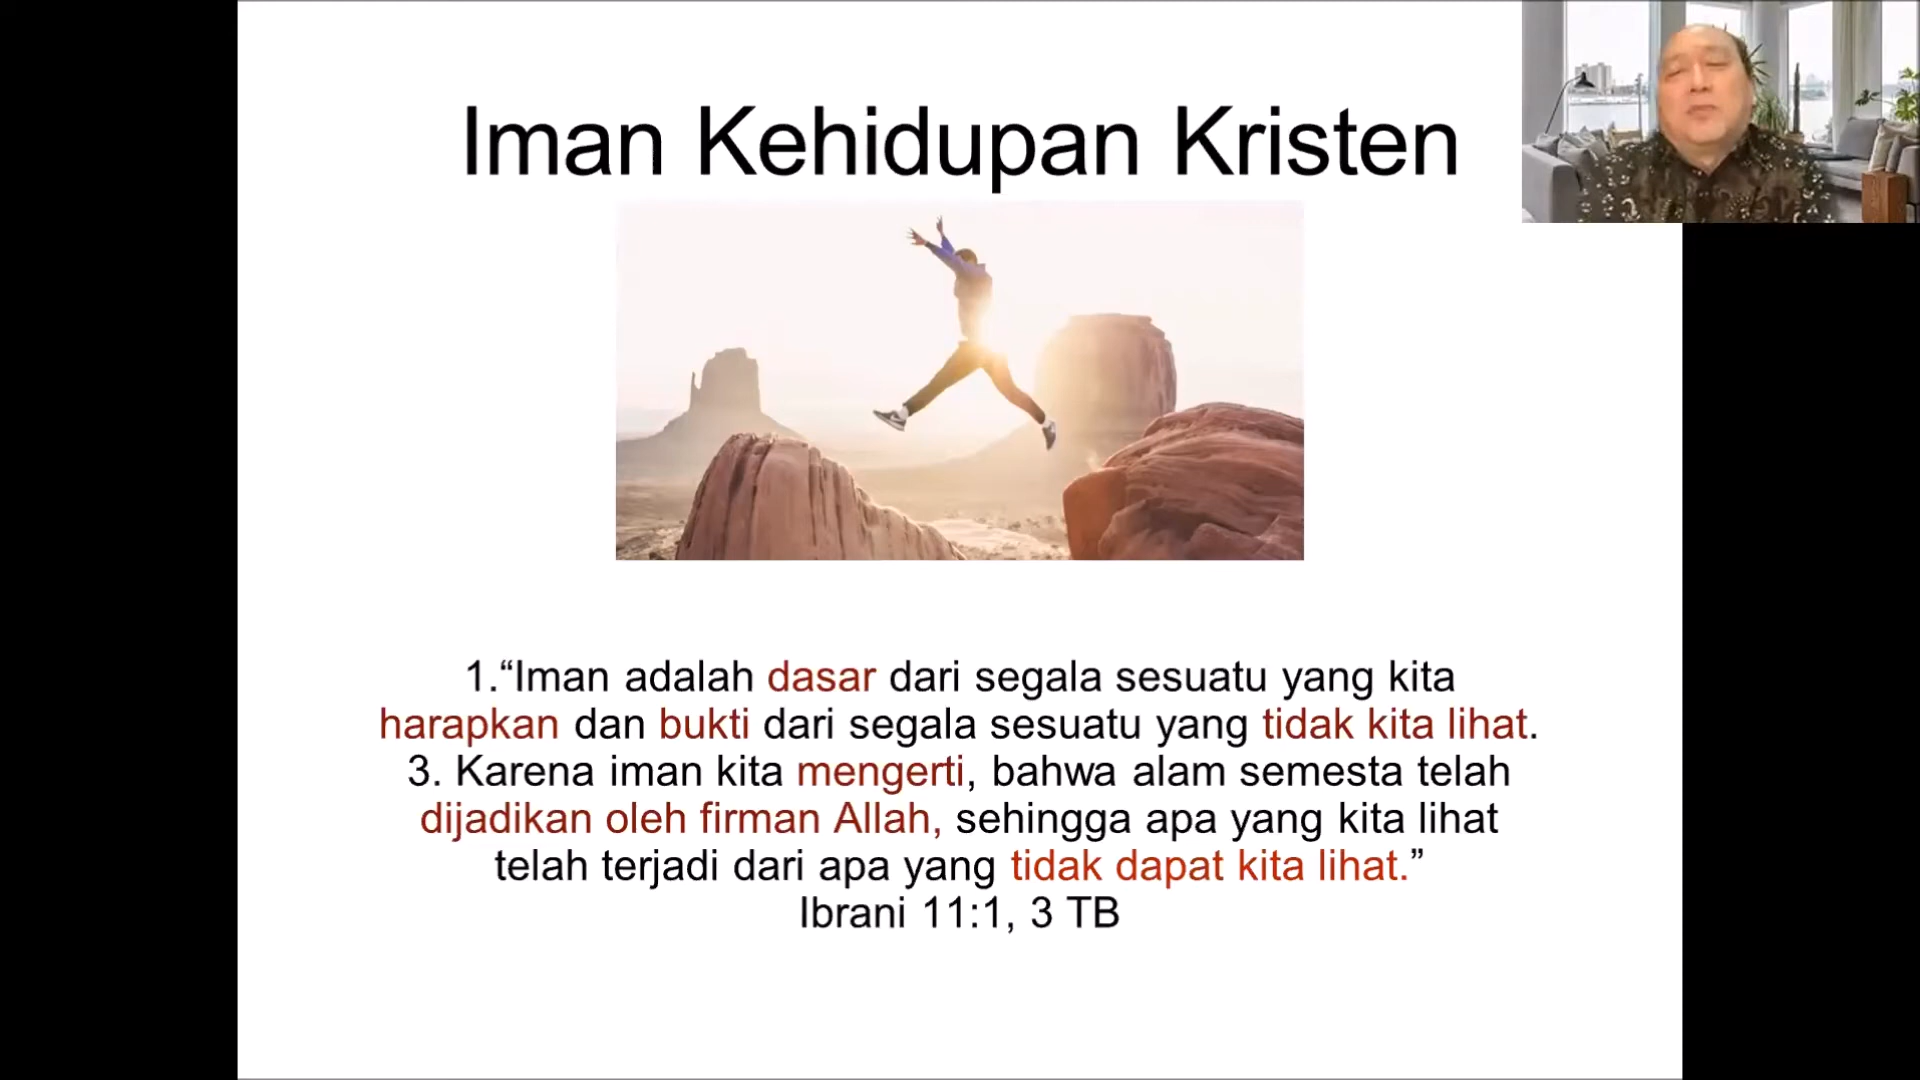 Iman Kehidupan Kristen
1.“Iman adalah dasar dari segala sesuatu yang kita
harapkan dan bukti dari segala sesuatu yang tidak kita lihat.
3. Karena iman kita mengerti, bahwa alam semesta telah
dijadikan oleh firman Allah, sehingga apa yang kita lihat
telah terjadi dari apa yang tidak dapat kita lihat.”
Ibrani 11:1, 3 TB